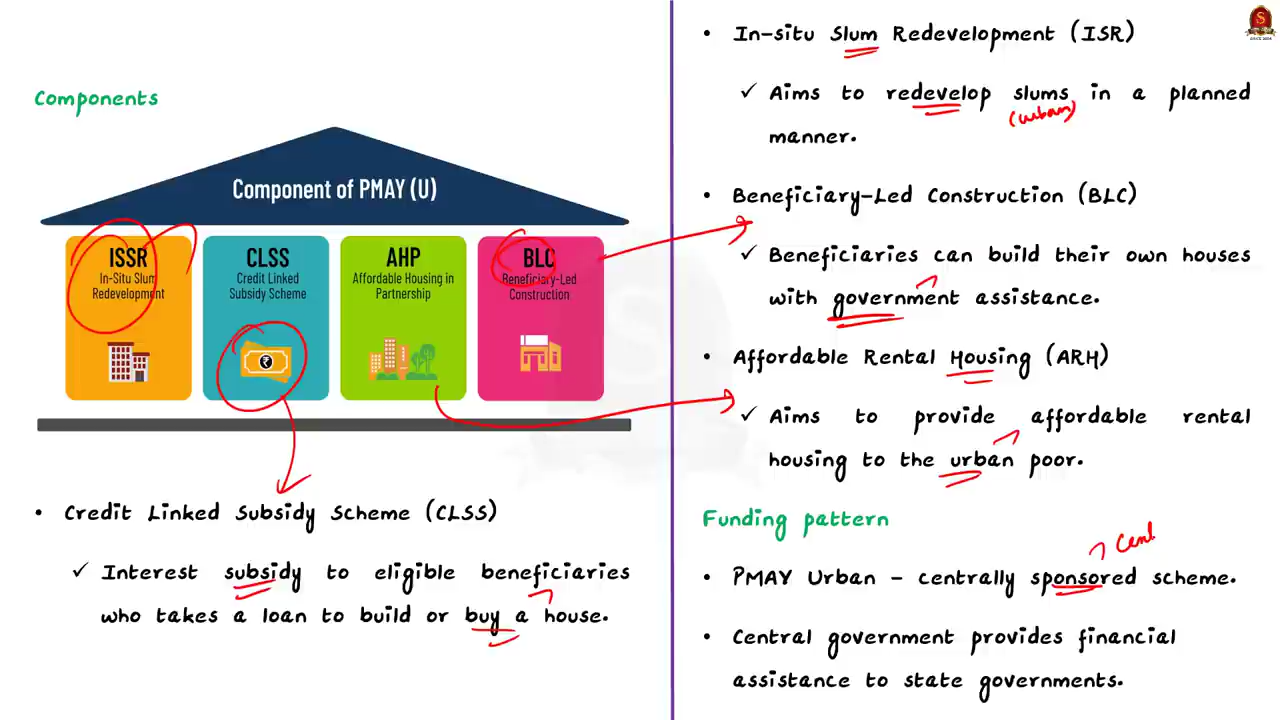 Components
Component of PMAY (U)
ISSR
In-Situ Slum
Redevelopment
CLSS
Credit Linked
Subsidy Scheme
AHP
Affordable Housing in
Partnership
BLC
Beneficiary-Led
Construction
• Credit Linked Subsidy Scheme (CLSS)
✓ Interest subsidy to eligible beneficiaries
who takes a loan to build or buy a house.
• In-situ Slum Redevelopment (ISR)
✓ Aims to redevelop slums in a planned
(urban)
manner.
• Beneficiary-Led Construction (BLC)
✓ Beneficiaries can build their own houses
with government assistance.
• Affordable Rental Housing (ARH)
✓ Aims to provide affordable rental
housing to the urban poor.
Funding pattern
• PMAY Urban - centrally sponsored scheme.
• Central government provides financial
assistance to state governments.
S